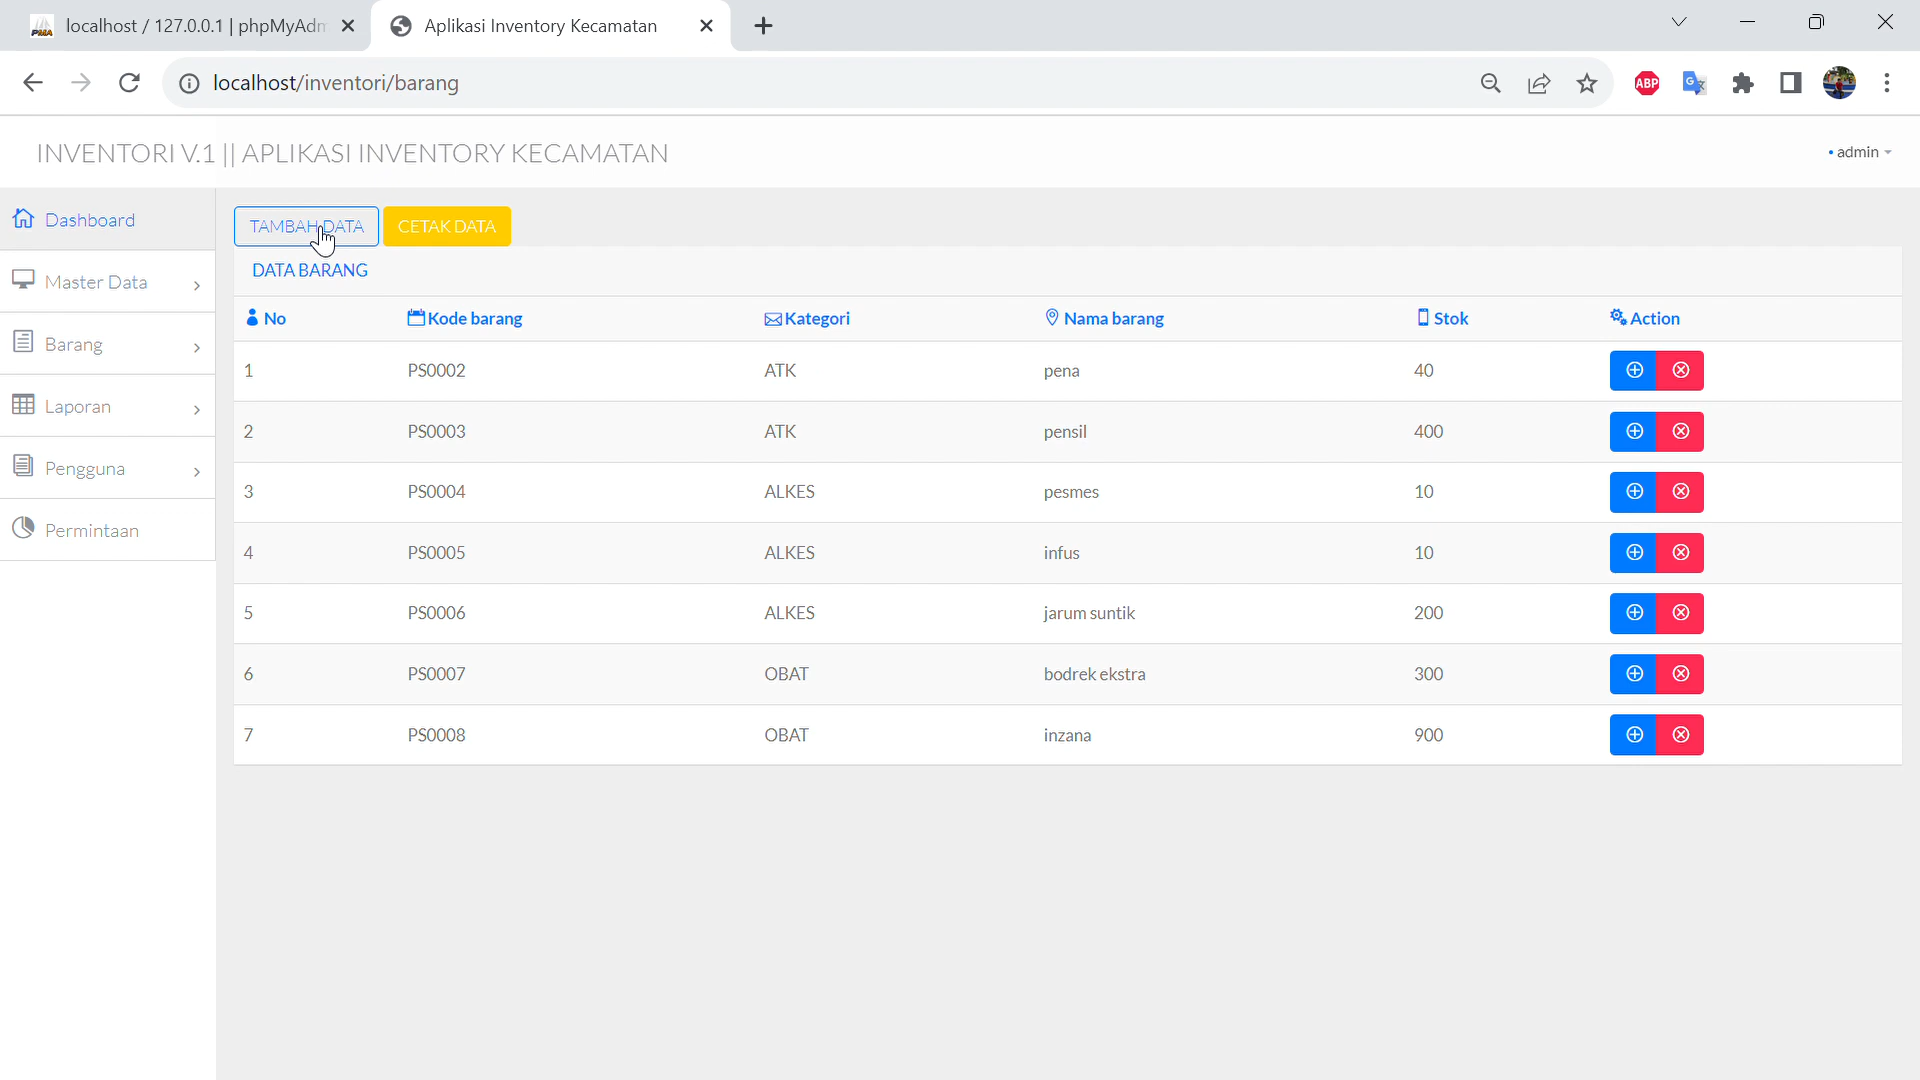 localhost / 127.0.0.1 | phpMyAdm
Aplikasi Inventory Kecamatan
localhost/inventori/barang
ABP
INVENTORI V.1 || APLIKASI INVENTORY KECAMATAN
admin
Dashboard
Master Data
Barang
Laporan
Pengguna
Permintaan
TAMBAH DATA CETAK DATA
DATA BARANG
No Kode barang Kategori Nama barang Stok Action
1 PS0002 ATK pena 40
2 PS0003 ATK pensil 400
3 PS0004 ALKES pesmes 10
4 PS0005 ALKES infus 10
5 PS0006 ALKES jarum suntik 200
6 PS0007 OBAT bodrek ekstra 300
7 PS0008 OBAT inzana 900